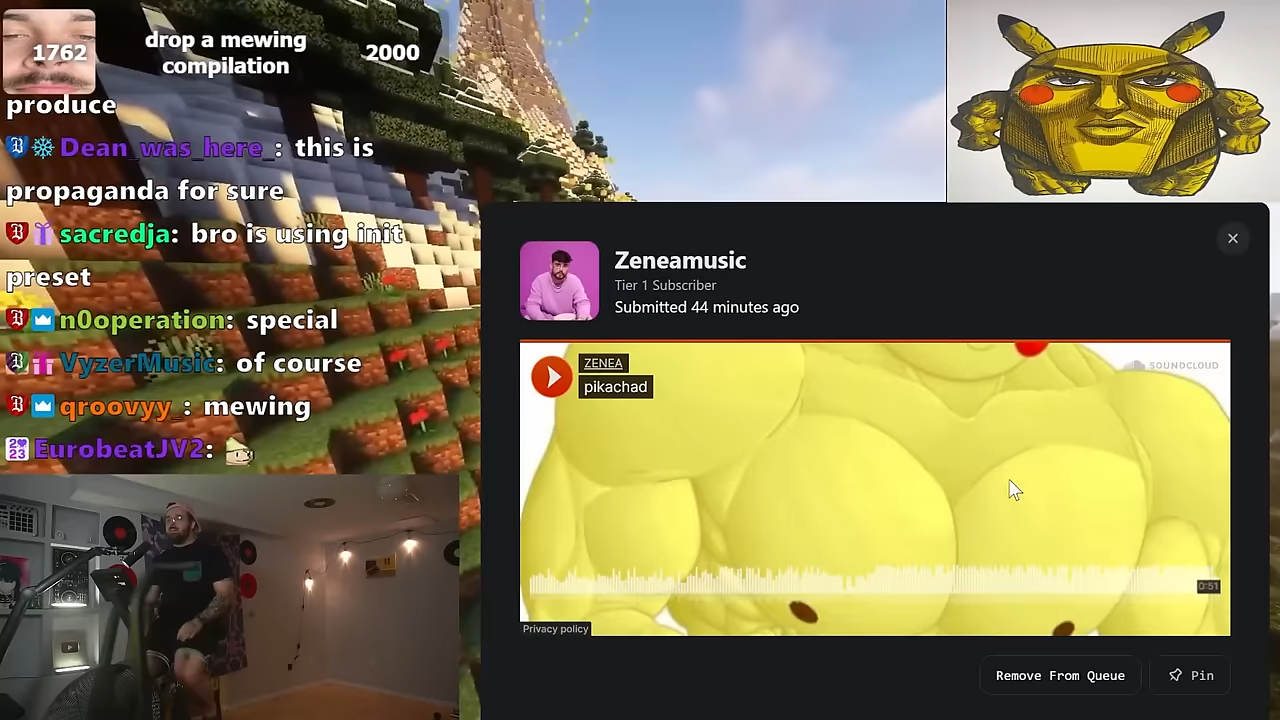 1762
drop a mewing
compilation
2000
produce
Dean_was_here_: this is
propaganda for sure
sacredja: bro is using init
preset
n0operation: special
VyzerMusic: of course
qroovyy_: mewing
EurobeatJV2:
Zeneamusic
Tier 1 Subscriber
Submitted 44 minutes ago
ZENEA
pikachad
SOUNDCLOUD
0:51
Privacy policy
Remove From Queue
Pin